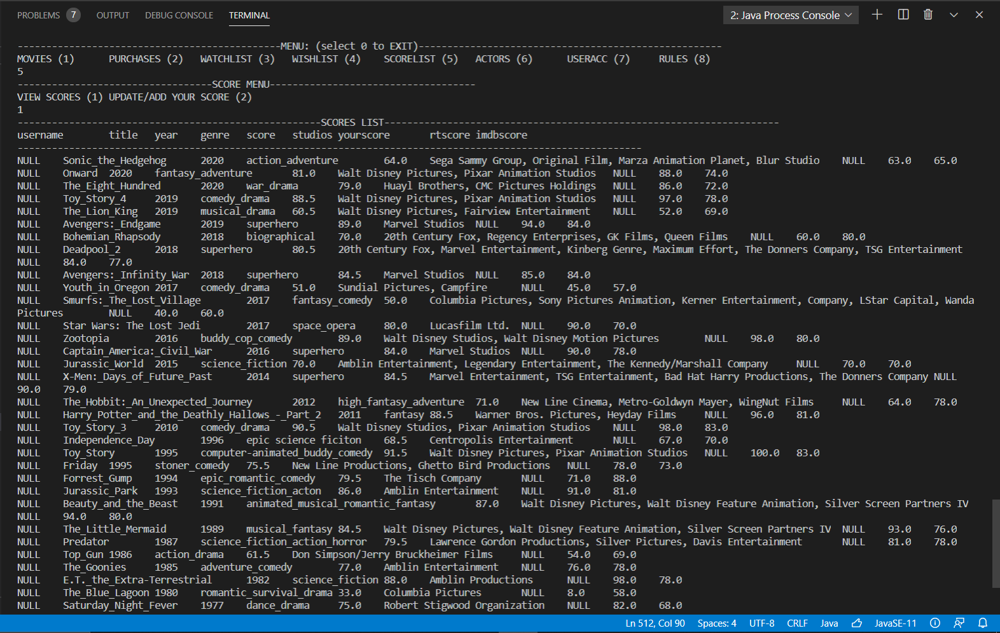 PROBLEMS 7 OUTPUT DEBUG CONSOLE TERMINAL 2: Java Process Console
----------------------------------------------MENU: (select 0 to EXIT)-----------------------------------------------------
MOVIES (1) PURCHASES (2) WATCHLIST (3) WISHLIST (4) SCORELIST (5) ACTORS (6) USERACC (7) RULES (8)
5
----------------------------------SCORE MENU------------------------------------
VIEW SCORES (1) UPDATE/ADD YOUR SCORE (2)
1
-----------------------------------------------------SCORES LIST---------------------------------------------------------------------
username title year genre score studios yourscore rtscore imdbscore
-------------------------------------------------------------------------------------------------------------
NULL Sonic_the_Hedgehog 2020 action_adventure 64.0 Sega Sammy Group, Original Film, Marza Animation Planet, Blur Studio NULL 63.0 65.0
NULL Onward 2020 fantasy_adventure 81.0 Walt Disney Pictures, Pixar Animation Studios NULL 88.0 74.0
NULL The_Eight_Hundred 2020 war_drama 79.0 Huayl Brothers, CMC Pictures Holdings NULL 86.0 72.0
NULL Toy_Story_4 2019 comedy_drama 88.5 Walt Disney Pictures, Pixar Animation Studios NULL 97.0 78.0
NULL The_Lion_King 2019 musical_drama 60.5 Walt Disney Pictures, Fairview Entertainment NULL 52.0 69.0
NULL Avengers:_Endgame 2019 superhero 89.0 Marvel Studios NULL 94.0 84.0
NULL Bohemian_Rhapsody 2018 biographical 70.0 20th Century Fox, Regency Enterprises, GK Films, Queen Films NULL 60.0 80.0
NULL Deadpool_2 2018 superhero 80.5 20th Century Fox, Marvel Entertainment, Kinberg Genre, Maximum Effort, The Donners Company, TSG Entertainment
NULL 84.0 77.0
NULL Avengers:_Infinity_War 2018 superhero 84.5 Marvel Studios NULL 85.0 84.0
NULL Youth_in_Oregon 2017 comedy_drama 51.0 Sundial Pictures, Campfire NULL 45.0 57.0
NULL Smurfs:_The_Lost_Village 2017 fantasy_comedy 50.0 Columbia Pictures, Sony Pictures Animation, Kerner Entertainment, Company, LStar Capital, Wanda
Pictures NULL 40.0 60.0
NULL Star Wars: The Lost Jedi 2017 space_opera 80.0 Lucasfilm Ltd. NULL 90.0 70.0
NULL Zootopia 2016 buddy_cop_comedy 89.0 Walt Disney Studios, Walt Disney Motion Pictures NULL 98.0 80.0
NULL Captain_America:_Civil_War 2016 superhero 84.0 Marvel Studios NULL 90.0 78.0
NULL Jurassic_World 2015 science_fiction 70.0 Amblin Entertainment, Legendary Entertainment, The Kennedy/Marshall Company NULL 70.0 70.0
NULL X-Men:_Days_of_Future_Past 2014 superhero 84.5 Marvel Entertainment, TSG Entertainment, Bad Hat Harry Productions, The Donners Company NULL
90.0 79.0
NULL The_Hobbit:_An_Unexpected_Journey 2012 high_fantasy_adventure 71.0 New Line Cinema, Metro-Goldwyn Mayer, WingNut Films NULL 64.0 78.0
NULL Harry_Potter_and_the_Deathly_Hallows_-_Part_2 2011 fantasy 88.5 Warner Bros. Pictures, Heyday Films NULL 96.0 81.0
NULL Toy_Story_3 2010 comedy_drama 90.5 Walt Disney Studios, Pixar Animation Studios NULL 98.0 83.0
NULL Independence_Day 1996 epic science ficiton 68.5 Centropolis Entertainment NULL 67.0 70.0
NULL Toy_Story 1995 computer-animated_buddy_comedy 91.5 Walt Disney Pictures, Pixar Animation Studios NULL 100.0 83.0
NULL Friday 1995 stoner_comedy 75.5 New Line Productions, Ghetto Bird Productions NULL 78.0 73.0
NULL Forrest_Gump 1994 epic_romantic_comedy 79.5 The Tisch Company NULL 71.0 88.0
NULL Jurassic_Park 1993 science_fiction_acton 86.0 Amblin Entertainment NULL 91.0 81.0
NULL Beauty_and_the_Beast 1991 animated_musical_romantic_fantasy 87.0 Walt Disney Pictures, Walt Disney Feature Animation, Silver Screen Partners IV
NULL 94.0 80.0
NULL The_Little_Mermaid 1989 musical_fantasy 84.5 Walt Disney Pictures, Walt Disney Feature Animation, Silver Screen Partners IV NULL 93.0 76.0
NULL Predator 1987 science_fiction_action_horror 79.5 Lawrence Gordon Productions, Silver Pictures, Davis Entertainment NULL 81.0 78.0
NULL Top_Gun 1986 action_drama 61.5 Don Simpson/Jerry Bruckheimer Films NULL 54.0 69.0
NULL The_Goonies 1985 adventure_comedy 77.0 Amblin Entertainment NULL 76.0 78.0
NULL E.T._the_Extra-Terrestrial 1982 science_fiction 88.0 Amblin Productions NULL 98.0 78.0
NULL The_Blue_Lagoon 1980 romantic_survival_drama 33.0 Columbia Pictures NULL 8.0 58.0
NULL Saturday_Night_Fever 1977 dance_drama 75.0 Robert Stigwood Organization NULL 82.0 68.0
Ln 512, Col 90 Spaces: 4 UTF-8 CRLF Java JavaSE-11